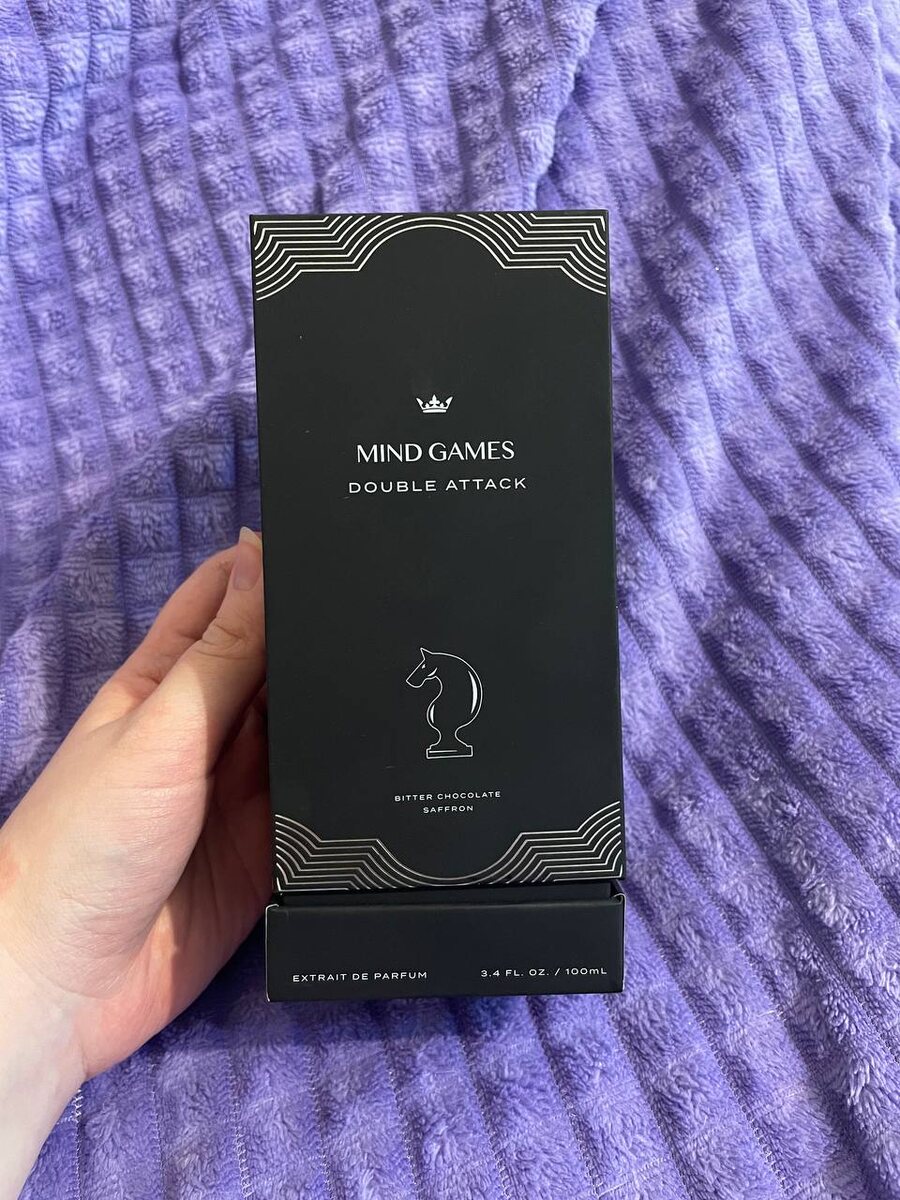 MIND GAMES
DOUBLE ATTACK
BITTER CHOCOLATE
SAFFRON
EXTRAIT DE PARFUM 3.4 FL. OZ. / 100mL